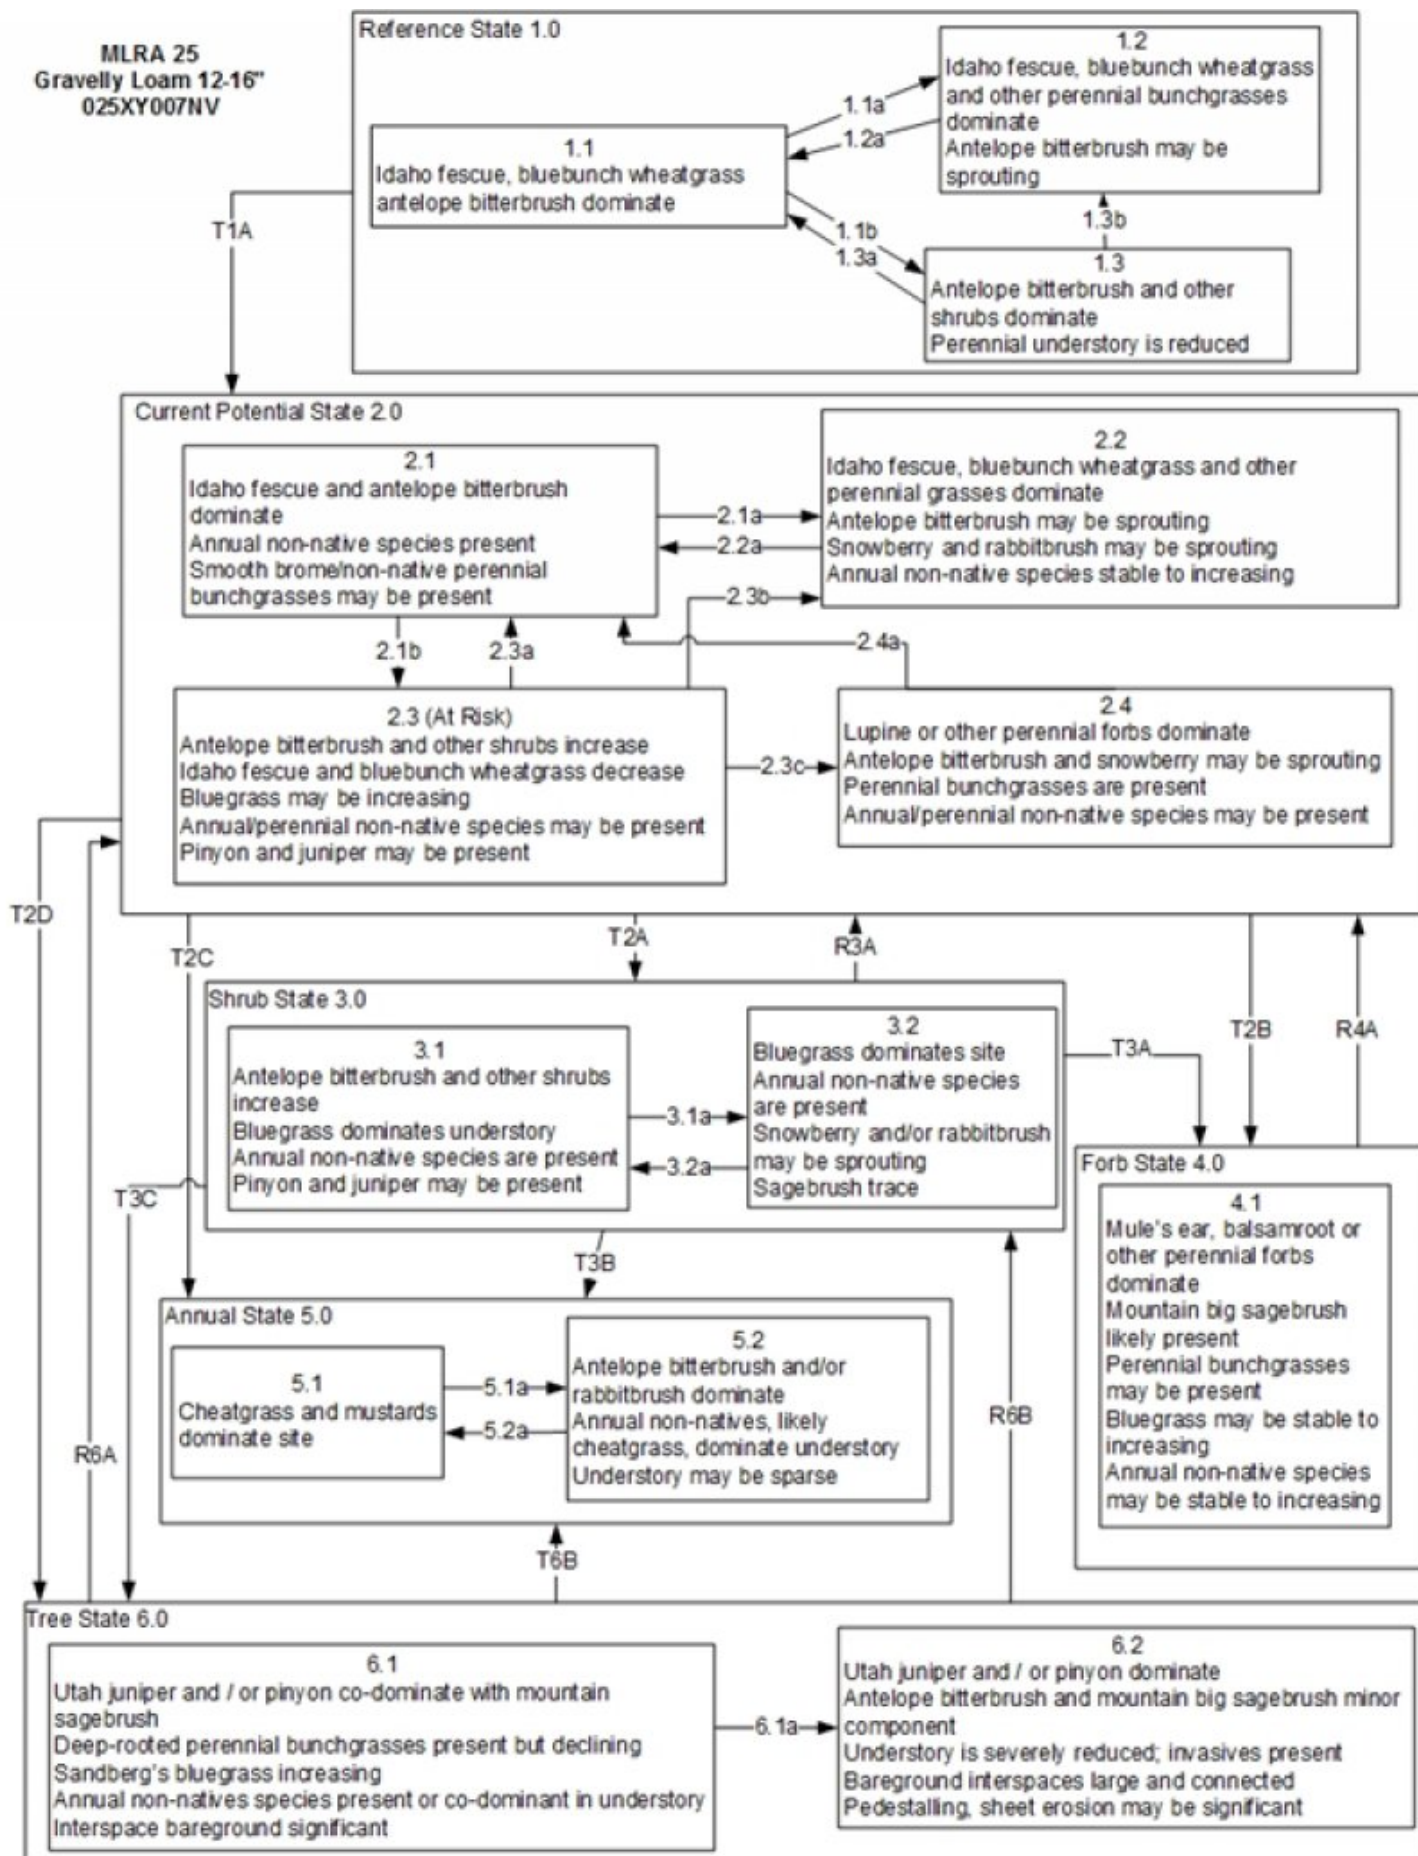 MLRA 25
Gravelly Loam 12-16"
025XY007NV
Reference State 1.0
1.1
Idaho fescue, bluebunch wheatgrass
antelope bitterbrush dominate
1.1a
1.2a
1.2
Idaho fescue, bluebunch wheatgrass
and other perennial bunchgrasses
dominate
Antelope bitterbrush may be
sprouting
1.1b
1.3a
1.3b
1.3
Antelope bitterbrush and other
shrubs dominate
Perennial understory is reduced
T1A
Current Potential State 2.0
2.1
Idaho fescue and antelope bitterbrush
dominate
Annual non-native species present
Smooth brome/non-native perennial
bunchgrasses may be present
2.1a
2.2a
2.2
Idaho fescue, bluebunch wheatgrass and other
perennial grasses dominate
Antelope bitterbrush may be sprouting
Snowberry and rabbitbrush may be sprouting
Annual non-native species stable to increasing
2.3b
2.1b
2.3a
2.4a
2.3 (At Risk)
Antelope bitterbrush and other shrubs increase
Idaho fescue and bluebunch wheatgrass decrease
Bluegrass may be increasing
Annual/perennial non-native species may be present
Pinyon and juniper may be present
2.3c
2.4
Lupine or other perennial forbs dominate
Antelope bitterbrush and snowberry may be sprouting
Perennial bunchgrasses are present
Annual/perennial non-native species may be present
T2D
T2C
T2A
R3A
T2B
R4A
Shrub State 3.0
3.1
Antelope bitterbrush and other shrubs
increase
Bluegrass dominates understory
Annual non-native species are present
Pinyon and juniper may be present
3.1a
3.2a
3.2
Bluegrass dominates site
Annual non-native species
are present
Snowberry and/or rabbitbrush
may be sprouting
Sagebrush trace
T3A
T3C
T3B
Forb State 4.0
4.1
Mule's ear, balsamroot or
other perennial forbs
dominate
Mountain big sagebrush
likely present
Perennial bunchgrasses
may be present
Bluegrass may be stable to
increasing
Annual non-native species
may be stable to increasing
Annual State 5.0
5.1
Cheatgrass and mustards
dominate site
5.1a
5.2a
5.2
Antelope bitterbrush and/or
rabbitbrush dominate
Annual non-natives, likely
cheatgrass, dominate understory
Understory may be sparse
R6A
R6B
T6B
Tree State 6.0
6.1
Utah juniper and / or pinyon co-dominate with mountain
sagebrush
Deep-rooted perennial bunchgrasses present but declining
Sandberg's bluegrass increasing
Annual non-natives species present or co-dominant in understory
Interspace bareground significant
6.1a
6.2
Utah juniper and / or pinyon dominate
Antelope bitterbrush and mountain big sagebrush minor
component
Understory is severely reduced; invasives present
Bareground interspaces large and connected
Pedestalling, sheet erosion may be significant